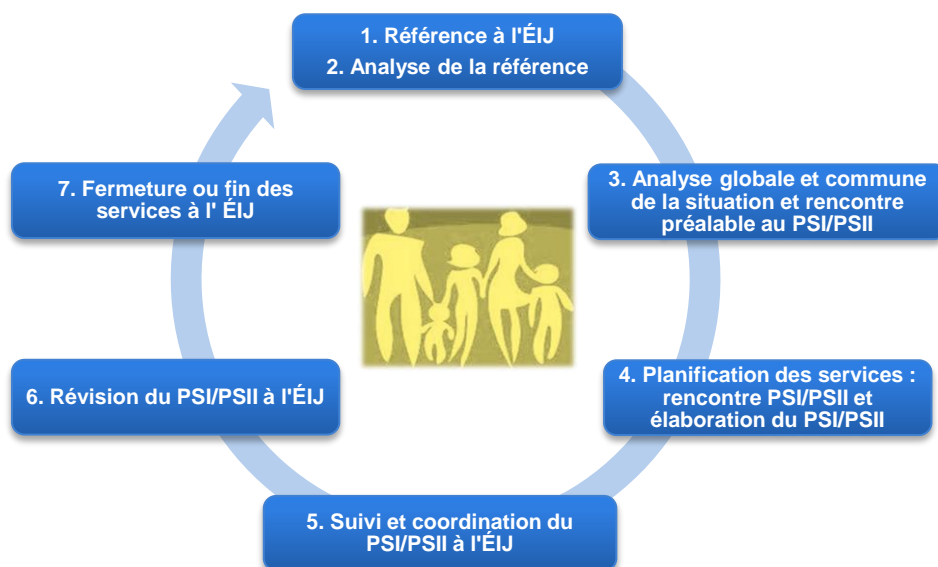 1. Référence à l'ÉIJ
2. Analyse de la référence
3. Analyse globale et commune
de la situation et rencontre
préalable au PSI/PSII
4. Planification des services :
rencontre PSI/PSII et
élaboration du PSI/PSII
5. Suivi et coordination du
PSI/PSII à l'ÉIJ
6. Révision du PSI/PSII à l'ÉIJ
7. Fermeture ou fin des
services à l' ÉIJ